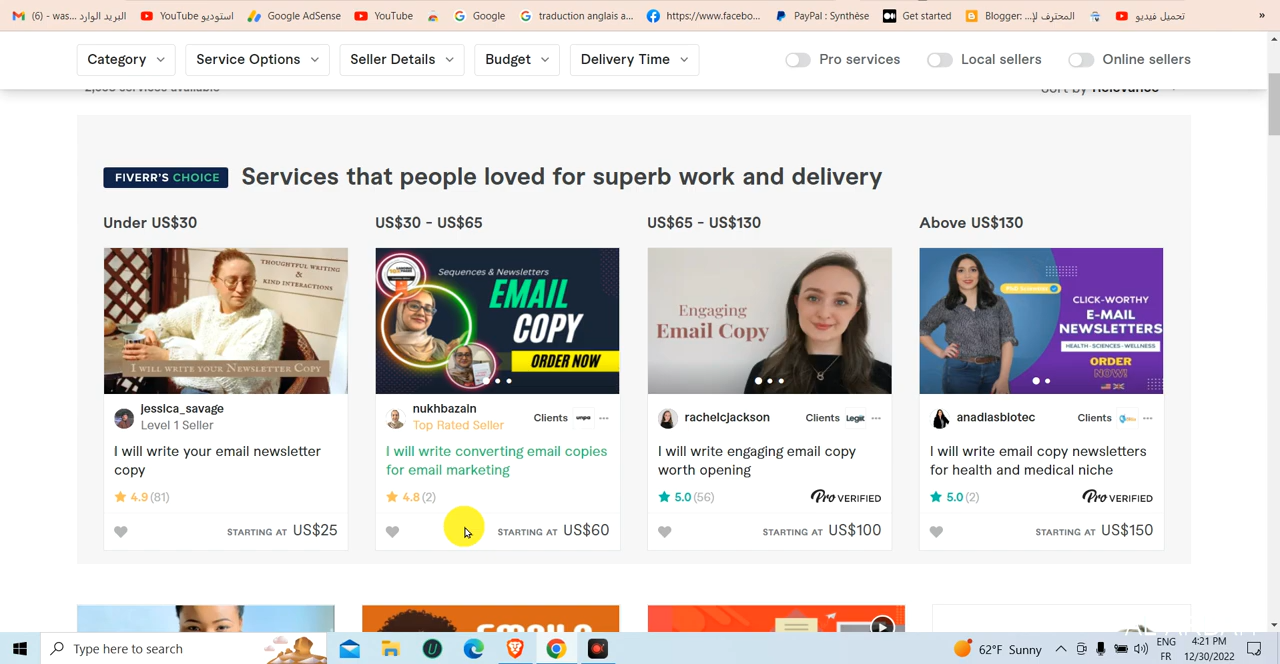 (6) - was... البريد الوارد
YouTube استوديو
Google AdSense
YouTube
Google
traduction anglais a...
https://www.facebo...
PayPal : Synthèse
Get started
Blogger: المحترف لإ...
تحميل فيديو
»
Category
Service Options
Seller Details
Budget
Delivery Time
Pro services
Local sellers
Online sellers
services available
Sort by Relevance
FIVERR'S CHOICE
Services that people loved for superb work and delivery
Under US$30
US$30 - US$65
US$65 - US$130
Above US$130
THOUGHTFUL WRITING
&
KIND INTERACTIONS
I WILL WRITE YOUR NEWSLETTER COPY
Sequences & Newsletters
EMAIL
COPY
ORDER NOW
Engaging
Email Copy
CLICK-WORTHY
E-MAIL
NEWSLETTERS
HEALTH - SCIENCES - WELLNESS
ORDER
NOW!
jessica_savage
Level 1 Seller
nukhbazain
Top Rated Seller
Clients
rachelcjackson
Clients Legit
anadiasbiotec
Clients
I will write your email newsletter
copy
I will write converting email copies
for email marketing
I will write engaging email copy
worth opening
I will write email copy newsletters
for health and medical niche
4.9 (81)
4.8 (2)
5.0 (56)
Pro VERIFIED
5.0 (2)
Pro VERIFIED
STARTING AT US$25
STARTING AT US$60
STARTING AT US$100
STARTING AT US$150
Type here to search
62°F Sunny
ENG
FR
4:21 PM
12/30/2022